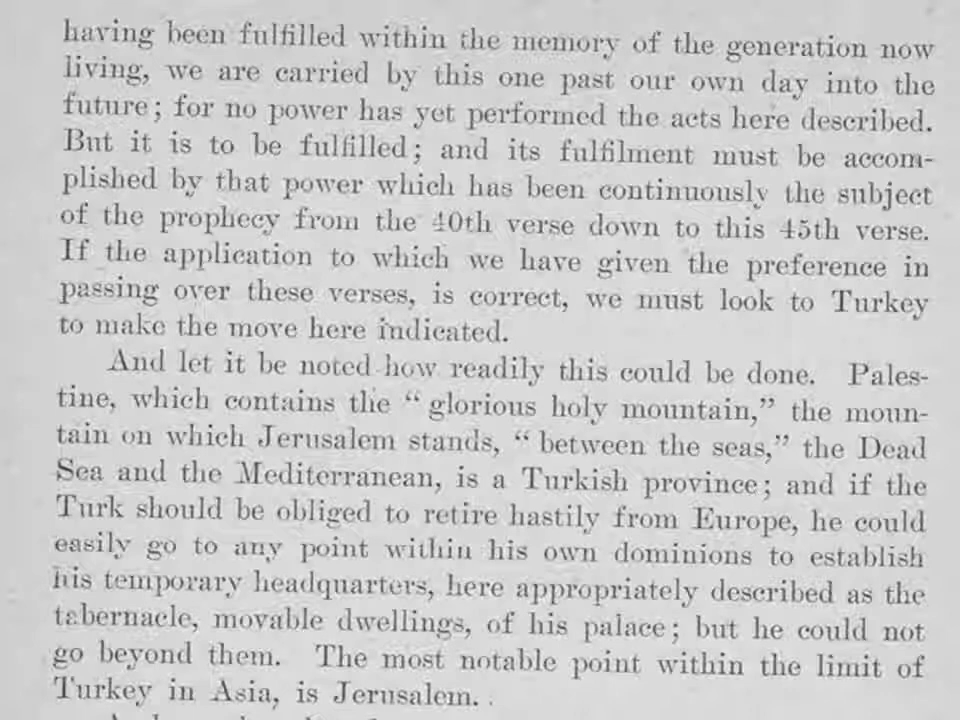 having been fulfilled within the memory of the generation now
living, we are carried by this one past our own day into the
future; for no power has yet performed the acts here described.
But it is to be fulfilled; and its fulfilment must be accom-
plished by that power which has been continuously the subject
of the prophecy from the 40th verse down to this 45th verse.
If the application to which we have given the preference in
passing over these verses, is correct, we must look to Turkey
to make the move here indicated.
And let it be noted how readily this could be done. Pales-
tine, which contains the “glorious holy mountain,” the moun-
tain on which Jerusalem stands, “between the seas,” the Dead
Sea and the Mediterranean, is a Turkish province; and if the
Turk should be obliged to retire hastily from Europe, he could
easily go to any point within his own dominions to establish
his temporary headquarters, here appropriately described as the
tabernacle, movable dwellings, of his palace; but he could not
go beyond them. The most notable point within the limit of
Turkey in Asia, is Jerusalem.